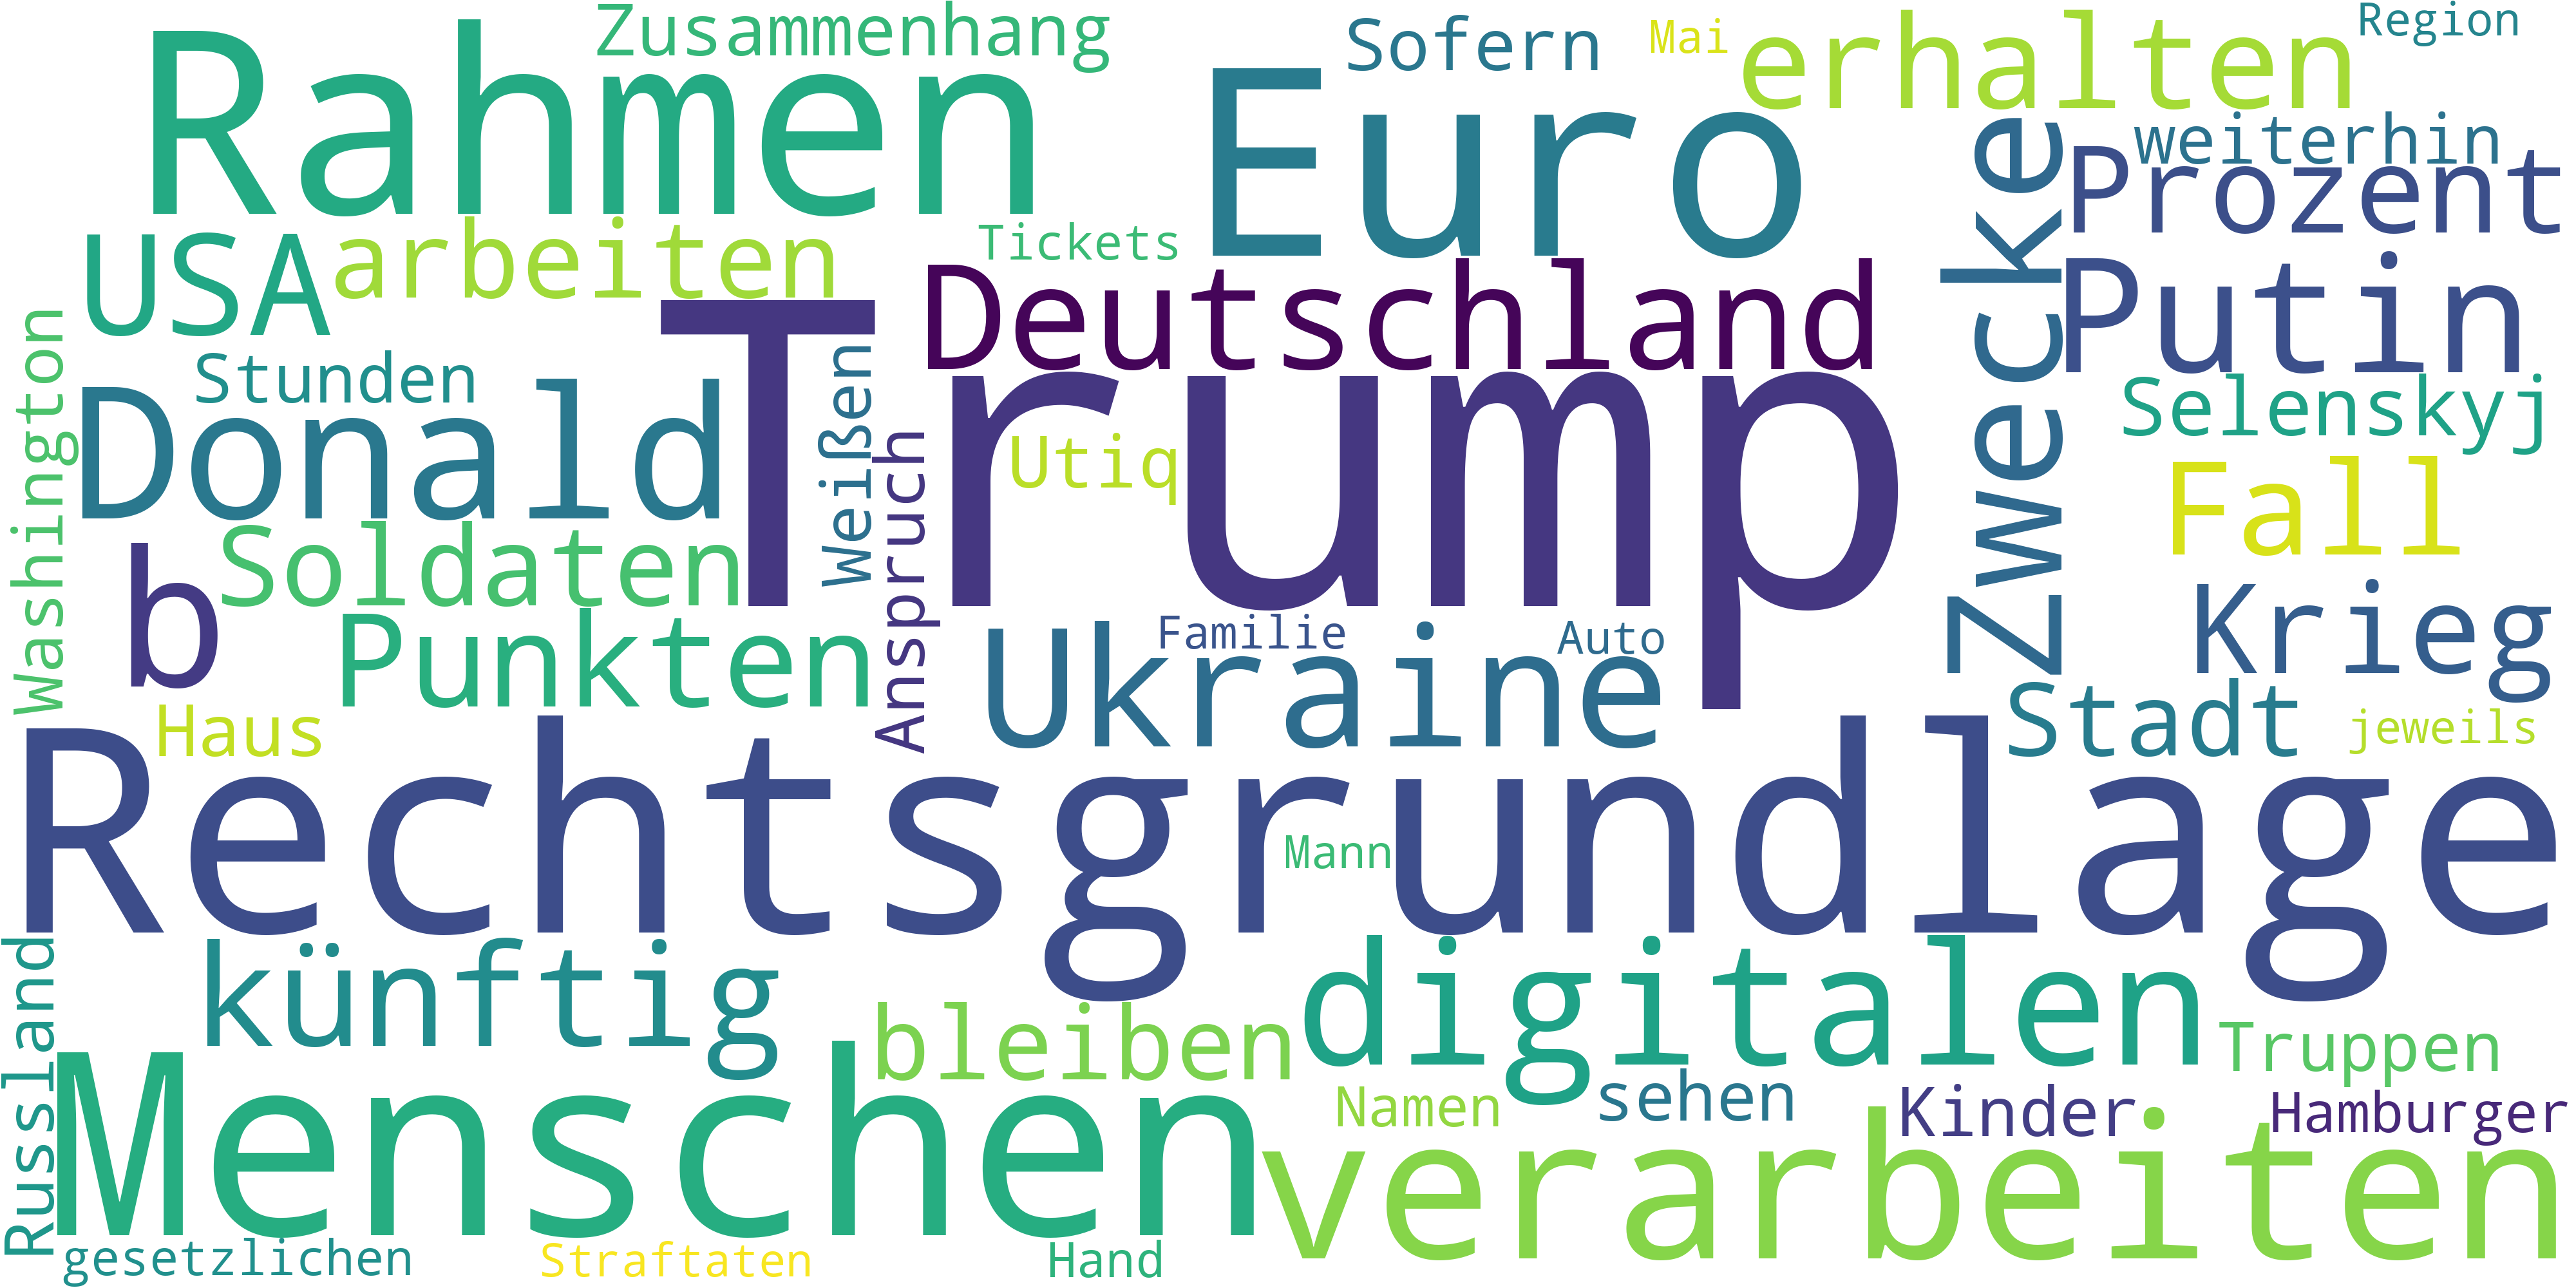 Zusammenhang
Sofern
Mai
erhalten
Region
Rahmen
Euro
weiterhin
Prozent
USA
arbeiten
Tickets
Deutschland
Zwecke
Putin
Washington
Stunden
Donald
Trump
Weißen
Selenskyj
Utiq
Anspruch
Fall
b
Soldaten
Punkten
Ukraine
Familie
Auto
Krieg
Haus
Stadt
jeweils
Rechtsgrundlage
Mann
Russland
künftig
bleiben
digitalen
Truppen
Menschen
Namen
sehen
Kinder
Hamburger
verarbeiten
gesetzlichen
Straftaten
Hand